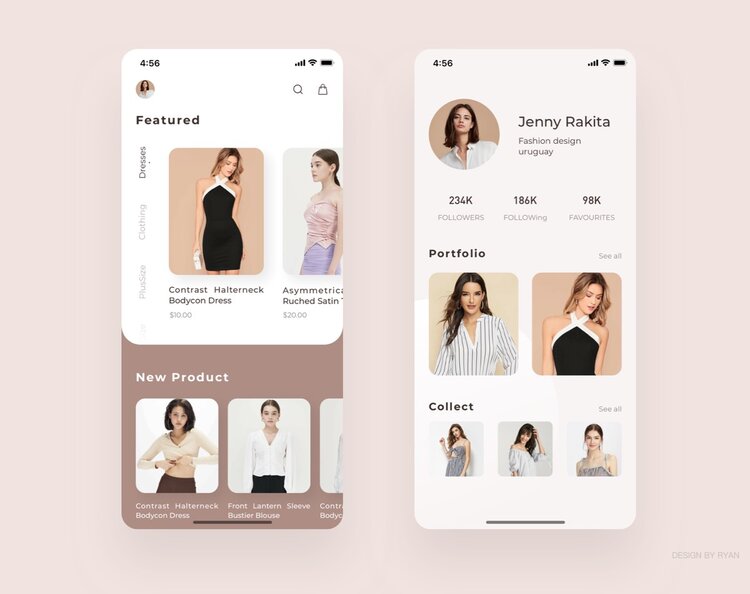 4:56
Featured
Dresses
Clothing
PlusSize
Contrast Halterneck
Bodycon Dress
$10.00
Asymmetrica
Ruched Satin T
$20.00
New Product
Contrast Halterneck
Bodycon Dress
Front Lantern Sleeve
Bustier Blouse
Contrast
Bodycon
4:56
Jenny Rakita
Fashion design
uruguay
234K
186K
98K
FOLLOWERS
FOLLOWing
FAVOURITES
Portfolio
See all
Collect
See all
DESIGN BY RYAN